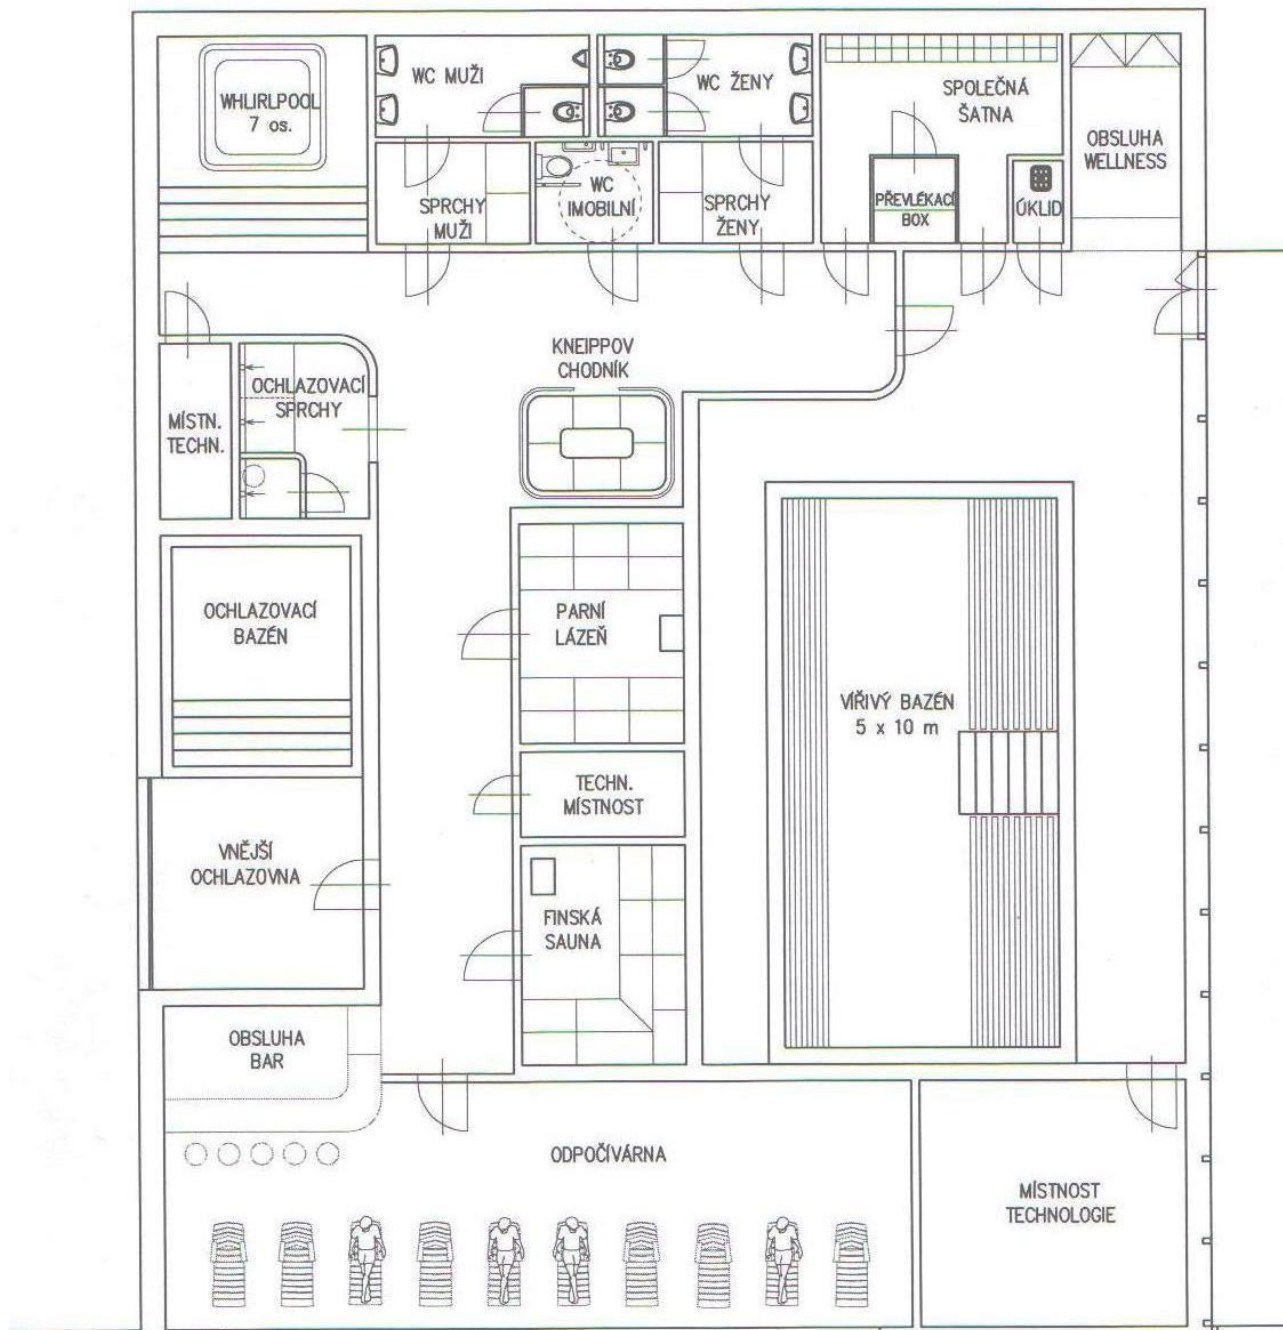 WHLIRLPOOL
7 os.
WC MUŽI
WC ŽENY
SPOLEČNÁ
ŠATNA
OBSLUHA
WELLNESS
SPRCHY
MUŽI
WC
IMOBILNÍ
SPRCHY
ŽENY
PŘEVLÉKACÍ
BOX
ÚKLID
KNEIPPOV
CHODNÍK
OCHLAZOVACÍ
SPRCHY
MÍSTN.
TECHN.
OCHLAZOVACÍ
BAZÉN
PARNÍ
LÁZEŇ
VÍŘIVÝ BAZÉN
5 x 10 m
TECHN.
MÍSTNOST
VNĚJŠÍ
OCHLAZOVNA
FINSKÁ
SAUNA
OBSLUHA
BAR
ODPOČÍVÁRNA
MÍSTNOST
TECHNOLOGIE